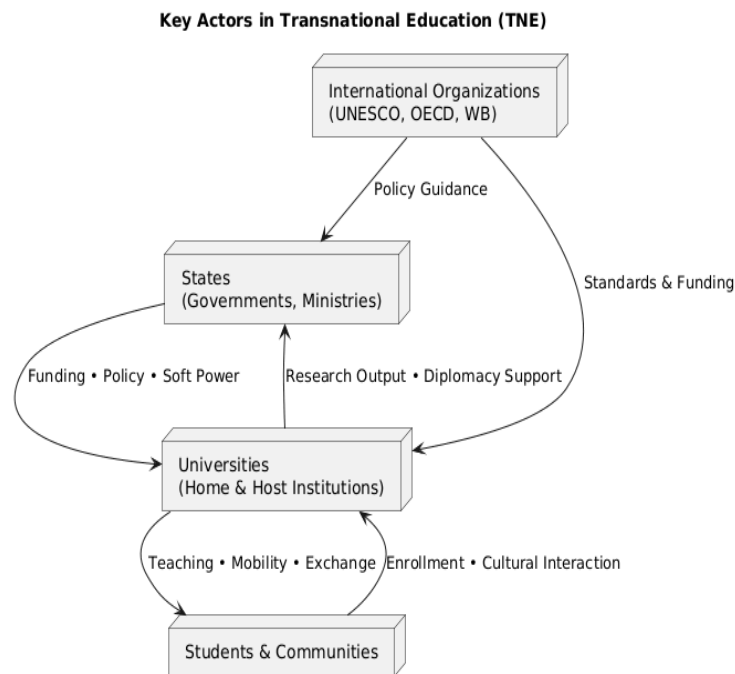 Key Actors in Transnational Education (TNE)
International Organizations
(UNESCO, OECD, WB)
Policy Guidance
States
(Governments, Ministries)
Standards & Funding
Funding • Policy • Soft Power
Research Output • Diplomacy Support
Universities
(Home & Host Institutions)
Teaching • Mobility • Exchange
Enrollment • Cultural Interaction
Students & Communities